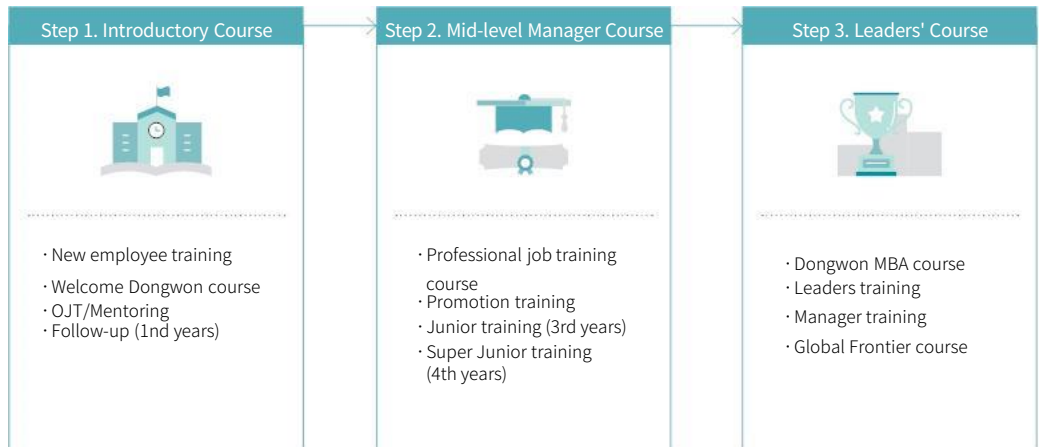 Step 1. Introductory Course
· New employee training
· Welcome Dongwon course
· OJT/Mentoring
· Follow-up (1nd years)
Step 2. Mid-level Manager Course
· Professional job training
course
· Promotion training
· Junior training (3rd years)
· Super Junior training
(4th years)
Step 3. Leaders' Course
· Dongwon MBA course
· Leaders training
· Manager training
· Global Frontier course